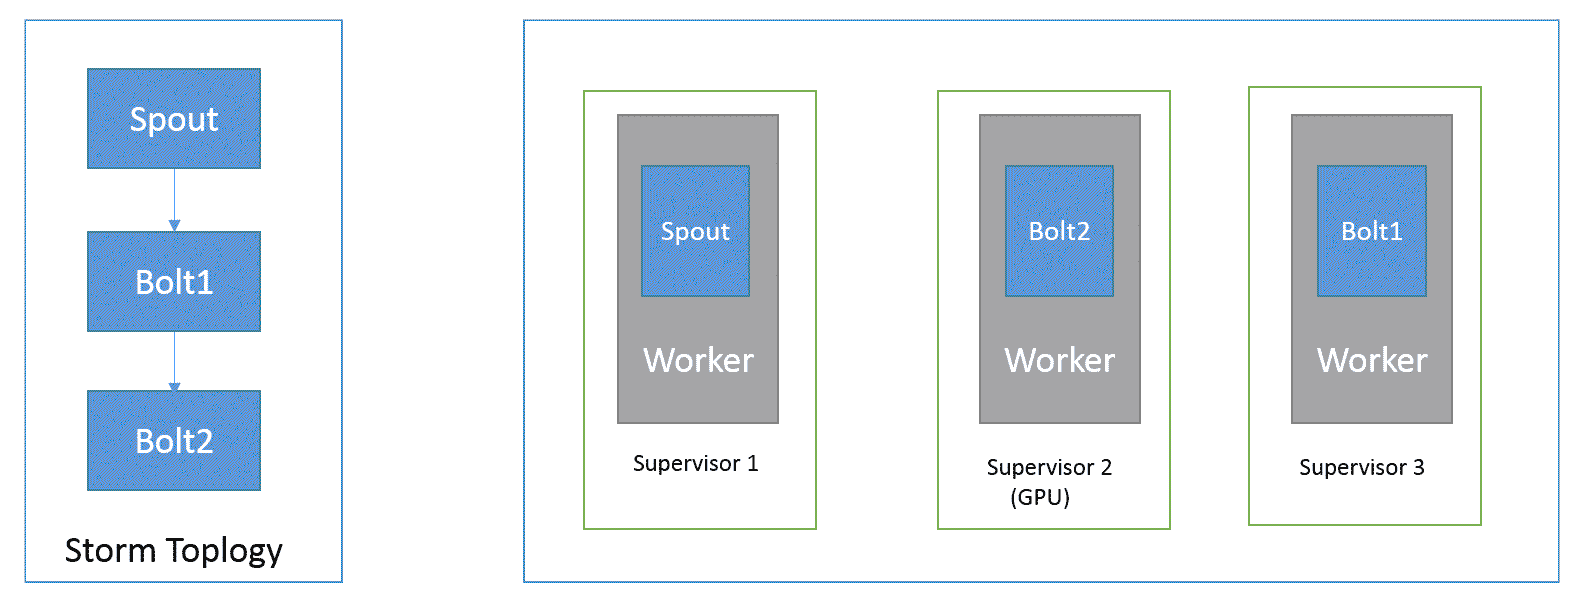 Spout
Bolt1
Bolt2
Storm Toplogy
Spout
Worker
Supervisor 1
Bolt2
Worker
Supervisor 2
(GPU)
Bolt1
Worker
Supervisor 3